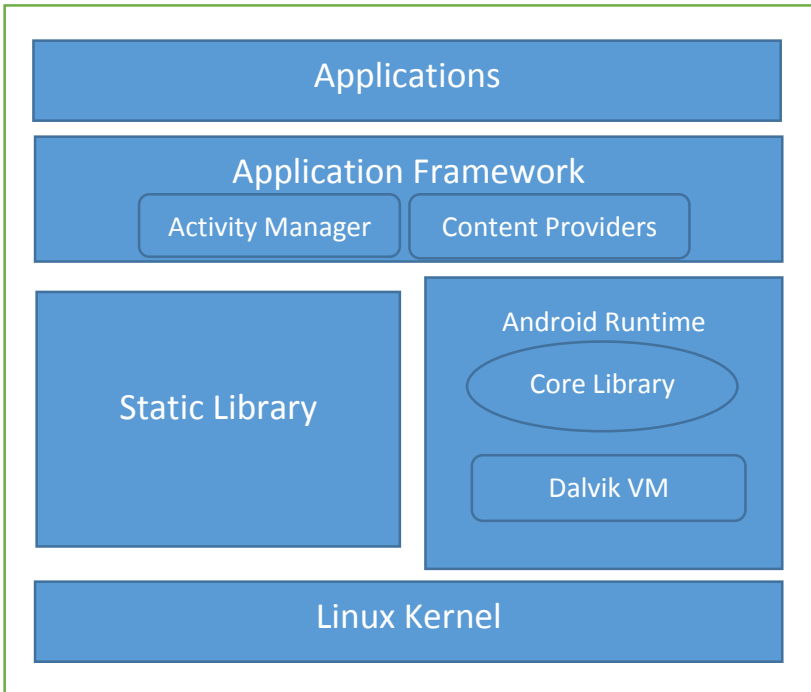 Applications
Application Framework
Activity Manager
Content Providers
Static Library
Android Runtime
Core Library
Dalvik VM
Linux Kernel